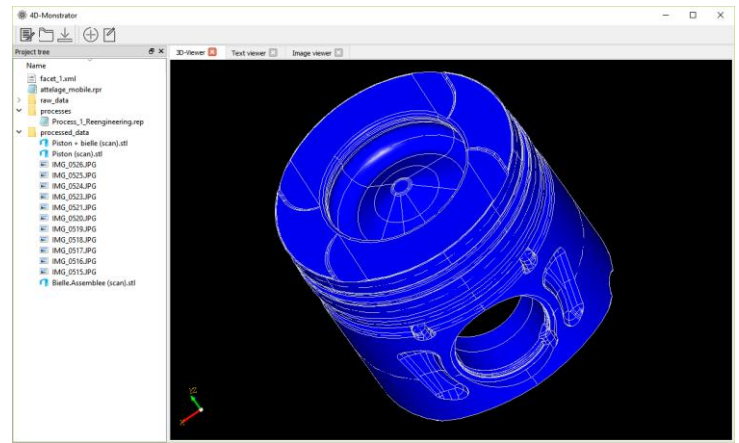 4D-Monstrator
Project tree
3D-Viewer
Text viewer
Image viewer
Name
facet_1.xml
attelage_mobile.rpr
raw_data
processes
Process_1_Reengineering.rep
processed_data
Piston + bielle (scan).stl
Piston (scan).stl
IMG_0526.JPG
IMG_0525.JPG
IMG_0524.JPG
IMG_0523.JPG
IMG_0521.JPG
IMG_0520.JPG
IMG_0519.JPG
IMG_0518.JPG
IMG_0517.JPG
IMG_0516.JPG
IMG_0515.JPG
Bielle.Assemblee (scan).stl